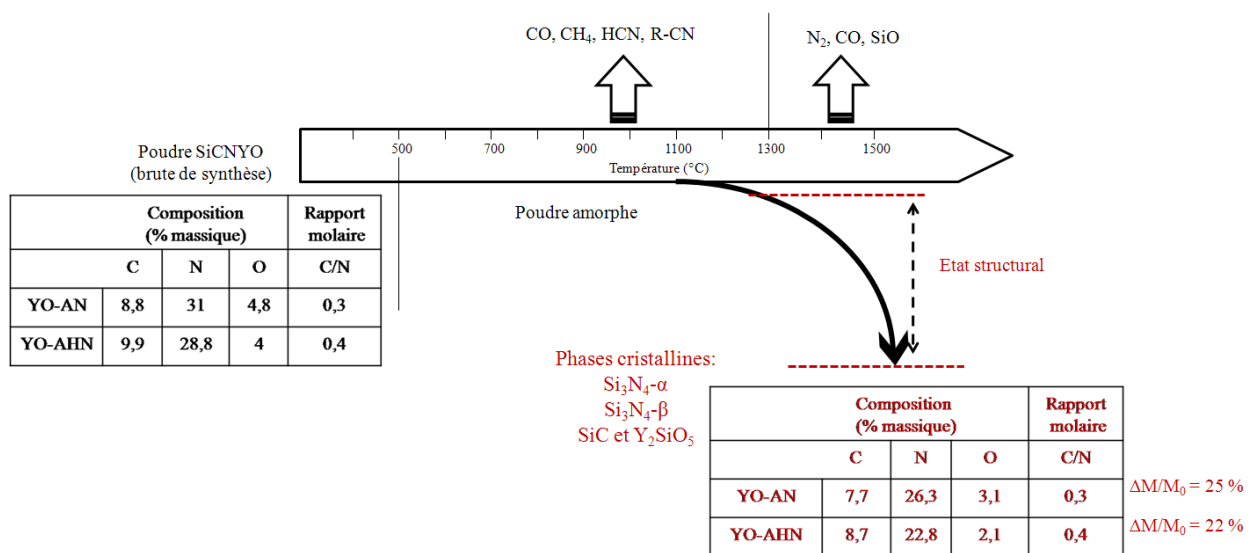 CO, CH₄, HCN, R-CN
N₂, CO, SiO
500 700 900 1100 1300 1500
Température (°C)
Poudre SiCNYO
(brute de synthèse)
Composition
(% massique)
Rapport
molaire
C N O C/N
YO-AN 8,8 31 4,8 0,3
YO-AHN 9,9 28,8 4 0,4
Poudre amorphe
Etat structural
Phases cristallines:
Si₃N₄-α
Si₃N₄-β
SiC et Y₂SiO₅
Composition
(% massique)
Rapport
molaire
C N O C/N
YO-AN 7,7 26,3 3,1 0,3 ΔM/M₀ = 25 %
YO-AHN 8,7 22,8 2,1 0,4 ΔM/M₀ = 22 %